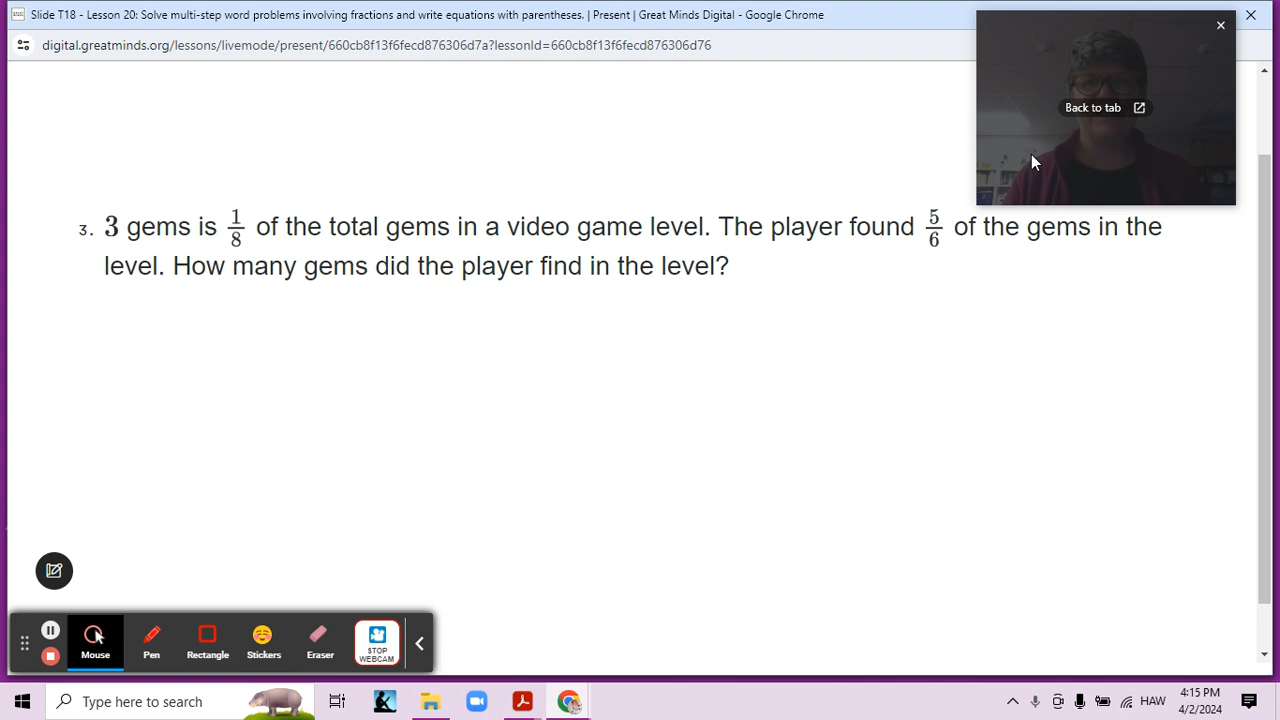 Slide T18 - Lesson 20: Solve multi-step word problems involving fractions and write equations with parentheses. | Present | Great Minds Digital - Google Chrome
digital.greatminds.org/lessons/livemode/present/660cb8f13f6fecd876306d7a?lessonId=660cb8f13f6fecd876306d76
Back to tab
3. 3 gems is 1/8 of the total gems in a video game level. The player found 5/6 of the gems in the
level. How many gems did the player find in the level?
Mouse
Pen
Rectangle
Stickers
Eraser
STOP
WEBCAM
Type here to search
HAW
4:15 PM
4/2/2024